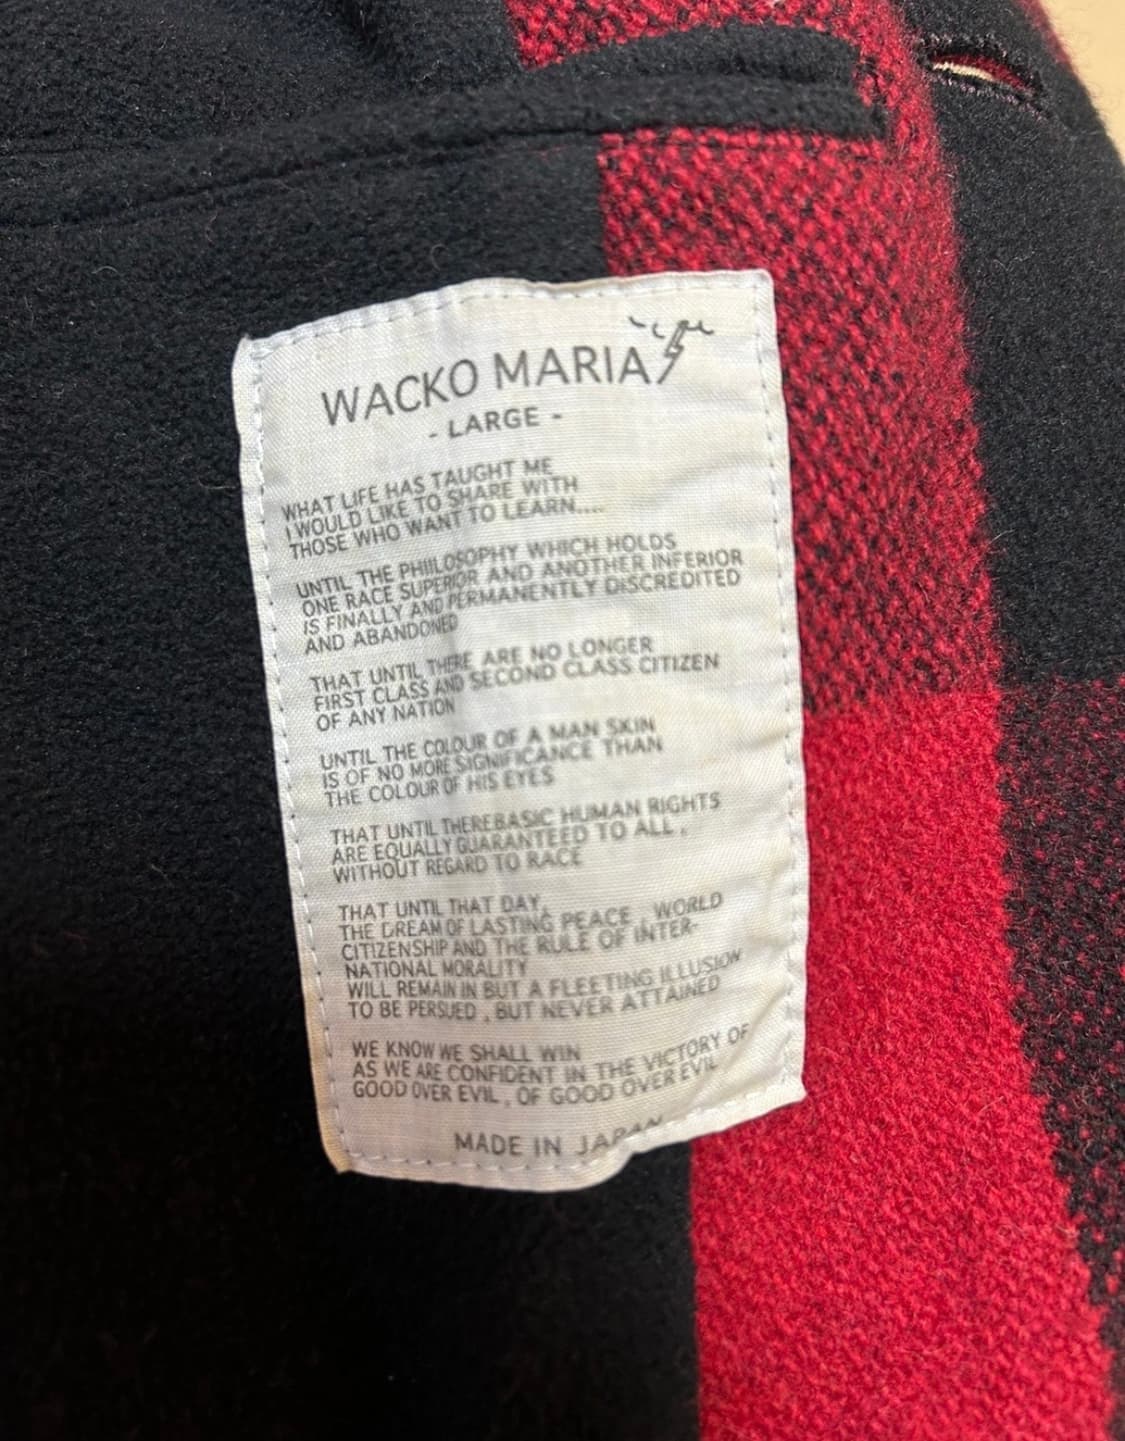 WACKO MARIA
- LARGE -
WHAT LIFE HAS TAUGHT ME
I WOULD LIKE TO SHARE WITH
THOSE WHO WANT TO LEARN....
UNTIL THE PHIILOSOPHY WHICH HOLDS
ONE RACE SUPERIOR AND ANOTHER INFERIOR
IS FINALLY AND PERMANENTLY DISCREDITED
AND ABANDONED
THAT UNTIL THERE ARE NO LONGER
FIRST CLASS AND SECOND CLASS CITIZEN
OF ANY NATION
UNTIL THE COLOUR OF A MAN SKIN
IS OF NO MORE SIGNIFICANCE THAN
THE COLOUR OF HIS EYES
THAT UNTIL THEREBASIC HUMAN RIGHTS
ARE EQUALLY GUARANTEED TO ALL ,
WITHOUT REGARD TO RACE
THAT UNTIL THAT DAY,
THE DREAM OF LASTING PEACE , WORLD
CITIZENSHIP AND THE RULE OF INTER-
NATIONAL MORALITY
WILL REMAIN IN BUT A FLEETING ILLUSION
TO BE PERSUED , BUT NEVER ATTAINED
WE KNOW WE SHALL WIN
AS WE ARE CONFIDENT IN THE VICTORY OF
GOOD OVER EVIL , OF GOOD OVER EVIL
MADE IN JAPAN